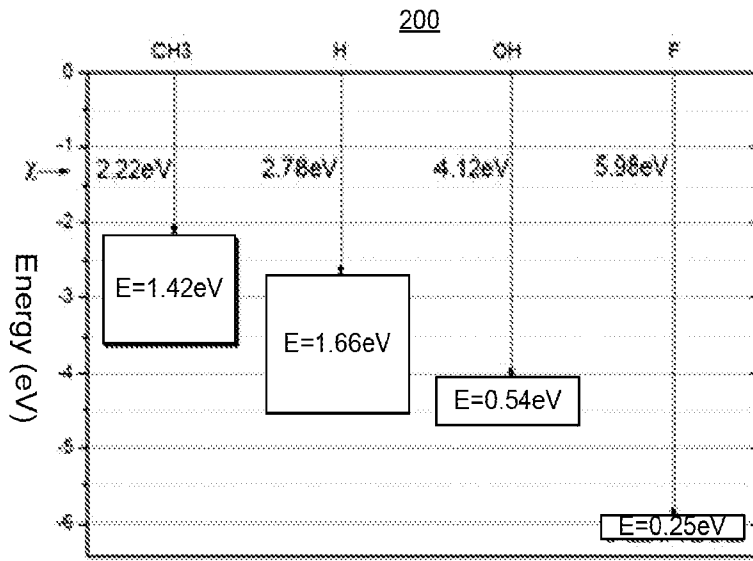 200
CH3 H OH F
0
-1
χ 2.22eV 2.78eV 4.12eV 5.98eV
-2
E=1.42eV
-3
E=1.66eV
-4
E=0.54eV
-5
-6
E=0.25eV
Energy (eV)